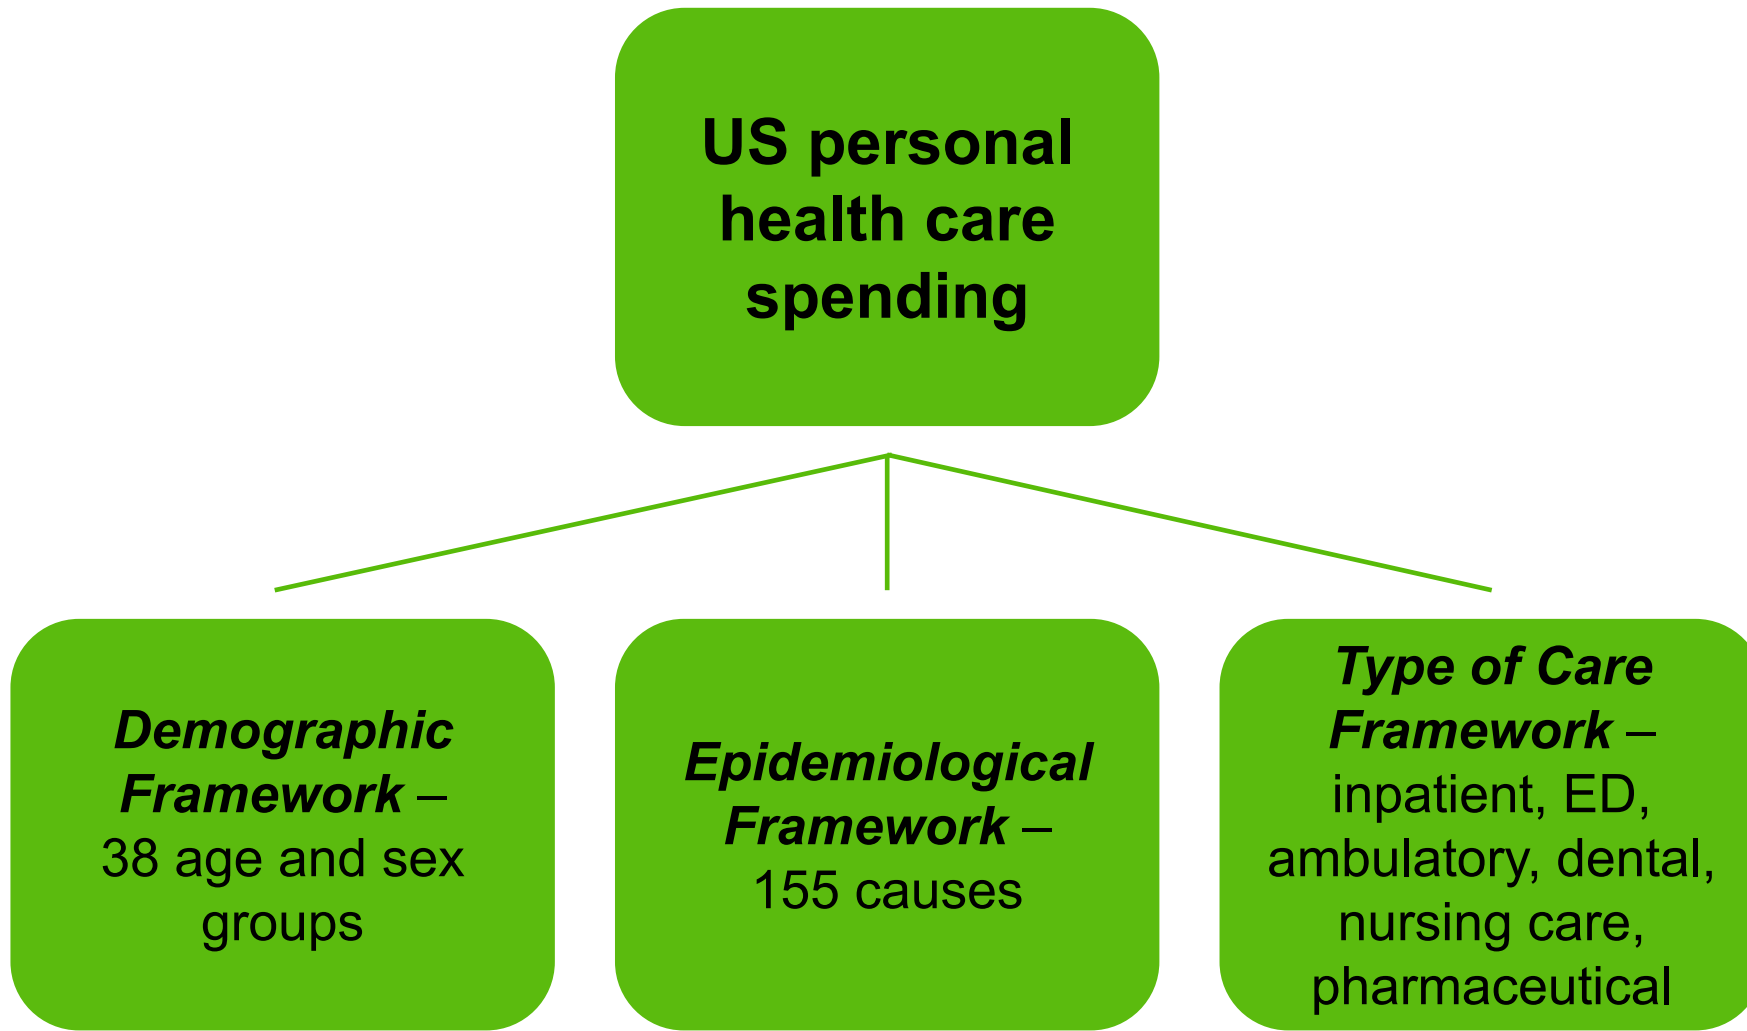 US personal
health care
spending
Demographic
Framework –
38 age and sex
groups
Epidemiological
Framework –
155 causes
Type of Care
Framework –
inpatient, ED,
ambulatory, dental,
nursing care,
pharmaceutical